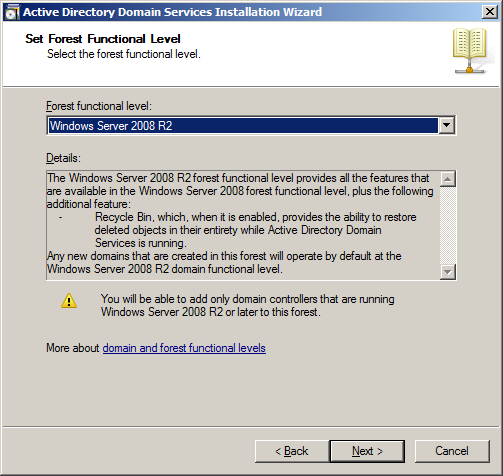 Active Directory Domain Services Installation Wizard
Set Forest Functional Level
Select the forest functional level.
Forest functional level:
Windows Server 2008 R2
Details:
The Windows Server 2008 R2 forest functional level provides all the features that
are available in the Windows Server 2008 forest functional level, plus the following
additional feature:
- Recycle Bin, which, when it is enabled, provides the ability to restore
deleted objects in their entirety while Active Directory Domain
Services is running.
Any new domains that are created in this forest will operate by default at the
Windows Server 2008 R2 domain functional level.
You will be able to add only domain controllers that are running
Windows Server 2008 R2 or later to this forest.
More about domain and forest functional levels
< Back Next > Cancel